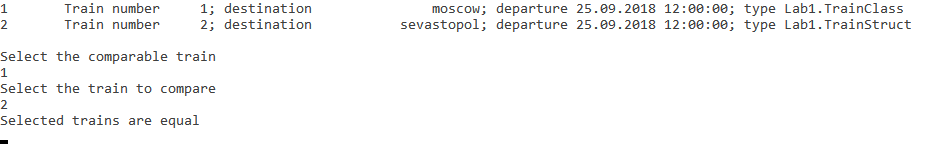 1 Train number 1; destination moscow; departure 25.09.2018 12:00:00; type Lab1.TrainClass
2 Train number 2; destination sevastopol; departure 25.09.2018 12:00:00; type Lab1.TrainStruct
Select the comparable train
1
Select the train to compare
2
Selected trains are equal